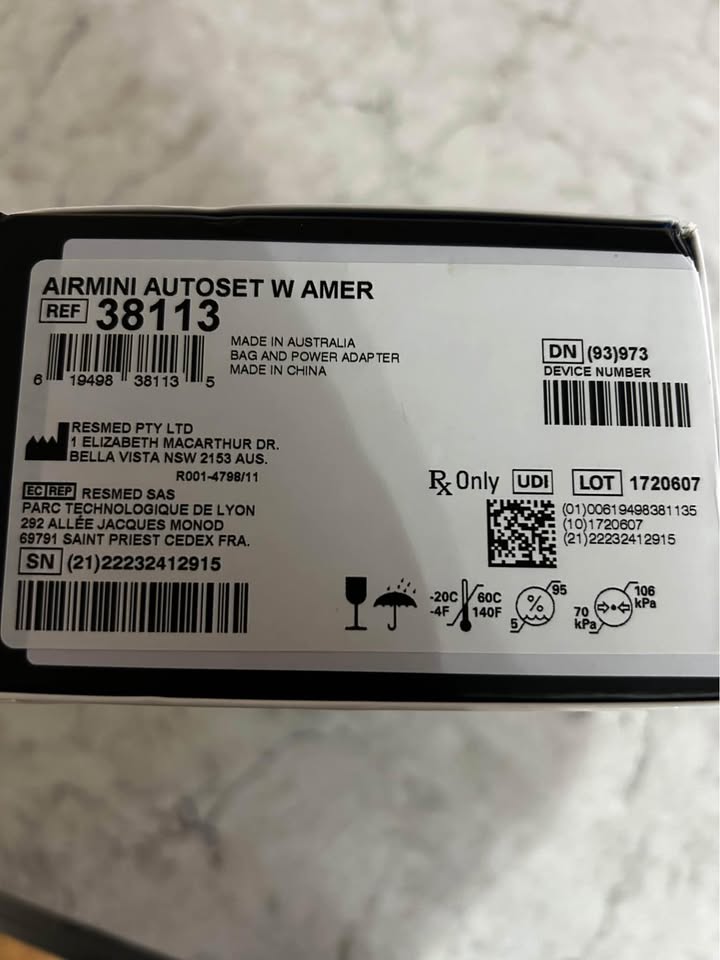 AIRMINI AUTOSET W AMER
REF 38113
6 19498 38113 5
MADE IN AUSTRALIA
BAG AND POWER ADAPTER
MADE IN CHINA
DN (93)973
DEVICE NUMBER
RESMED PTY LTD
1 ELIZABETH MACARTHUR DR.
BELLA VISTA NSW 2153 AUS.
R001-4798/11
EC REP RESMED SAS
PARC TECHNOLOGIQUE DE LYON
292 ALLÉE JACQUES MONOD
69791 SAINT PRIEST CEDEX FRA.
SN (21)22232412915
Rx Only UDI LOT 1720607
(01)00619498381135
(10)1720607
(21)22232412915
-20C
-4F
60C
140F
5 % 95
70
kPa
106
kPa